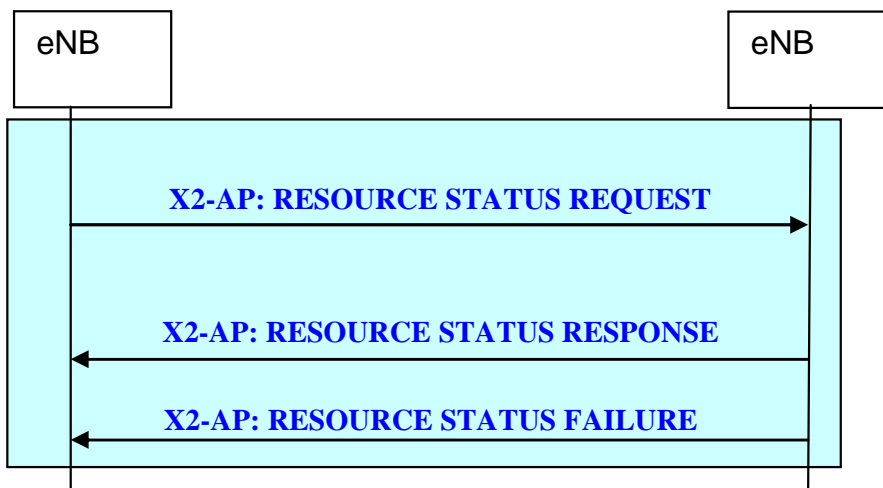 eNB
eNB
X2-AP: RESOURCE STATUS REQUEST
X2-AP: RESOURCE STATUS RESPONSE
X2-AP: RESOURCE STATUS FAILURE